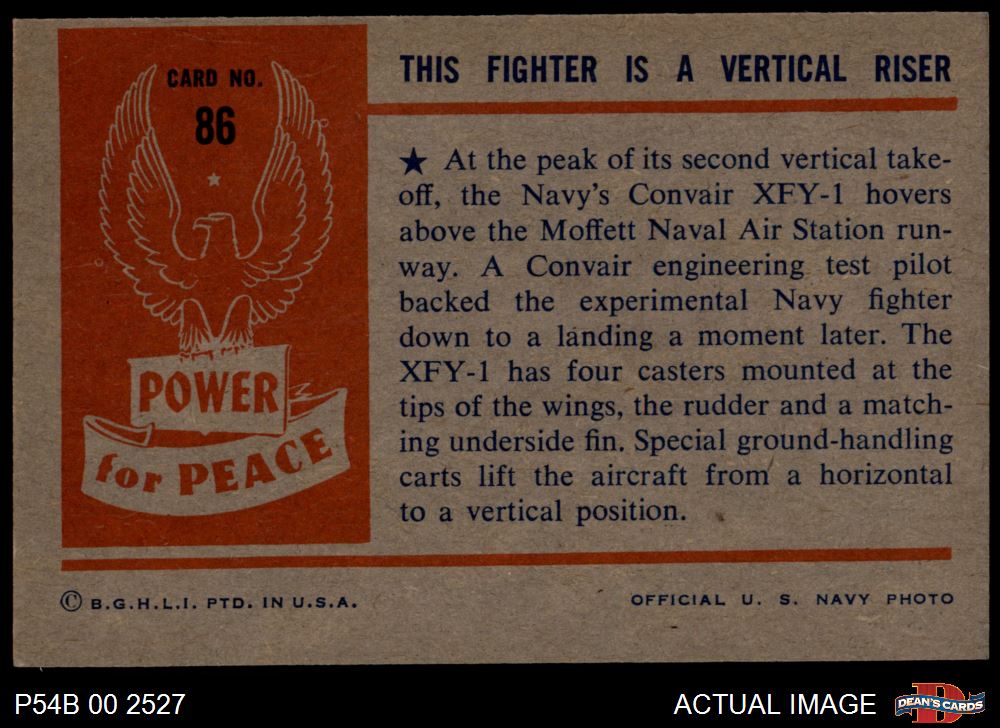 CARD NO.
86
POWER
for PEACE
THIS FIGHTER IS A VERTICAL RISER
★ At the peak of its second vertical take-
off, the Navy's Convair XFY-1 hovers
above the Moffett Naval Air Station run-
way. A Convair engineering test pilot
backed the experimental Navy fighter
down to a landing a moment later. The
XFY-1 has four casters mounted at the
tips of the wings, the rudder and a match-
ing underside fin. Special ground-handling
carts lift the aircraft from a horizontal
to a vertical position.
© B.G.H.L.I. PTD. IN U.S.A.
OFFICIAL U. S. NAVY PHOTO
P54B 00 2527
ACTUAL IMAGE
D
DEAN'S CARDS